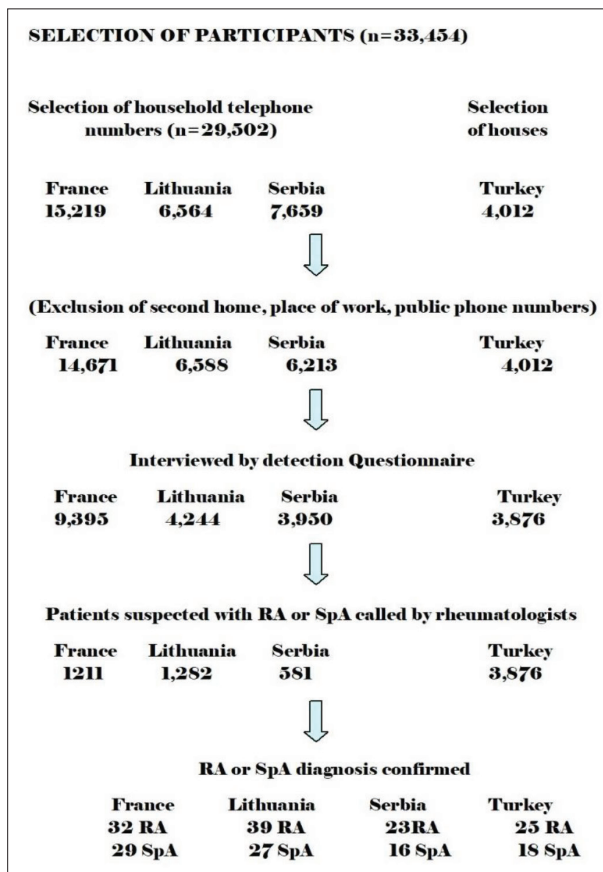 SELECTION OF PARTICIPANTS (n=33,454)
Selection of household telephone numbers (n=29,502)
Selection of houses
France Lithuania Serbia Turkey
15,219 6,564 7,659 4,012
(Exclusion of second home, place of work, public phone numbers)
France Lithuania Serbia Turkey
14,671 6,588 6,213 4,012
Interviewed by detection Questionnaire
France Lithuania Serbia Turkey
9,395 4,244 3,950 3,876
Patients suspected with RA or SpA called by rheumatologists
France Lithuania Serbia Turkey
1211 1,282 581 3,876
RA or SpA diagnosis confirmed
France Lithuania Serbia Turkey
32 RA 39 RA 23RA 25 RA
29 SpA 27 SpA 16 SpA 18 SpA